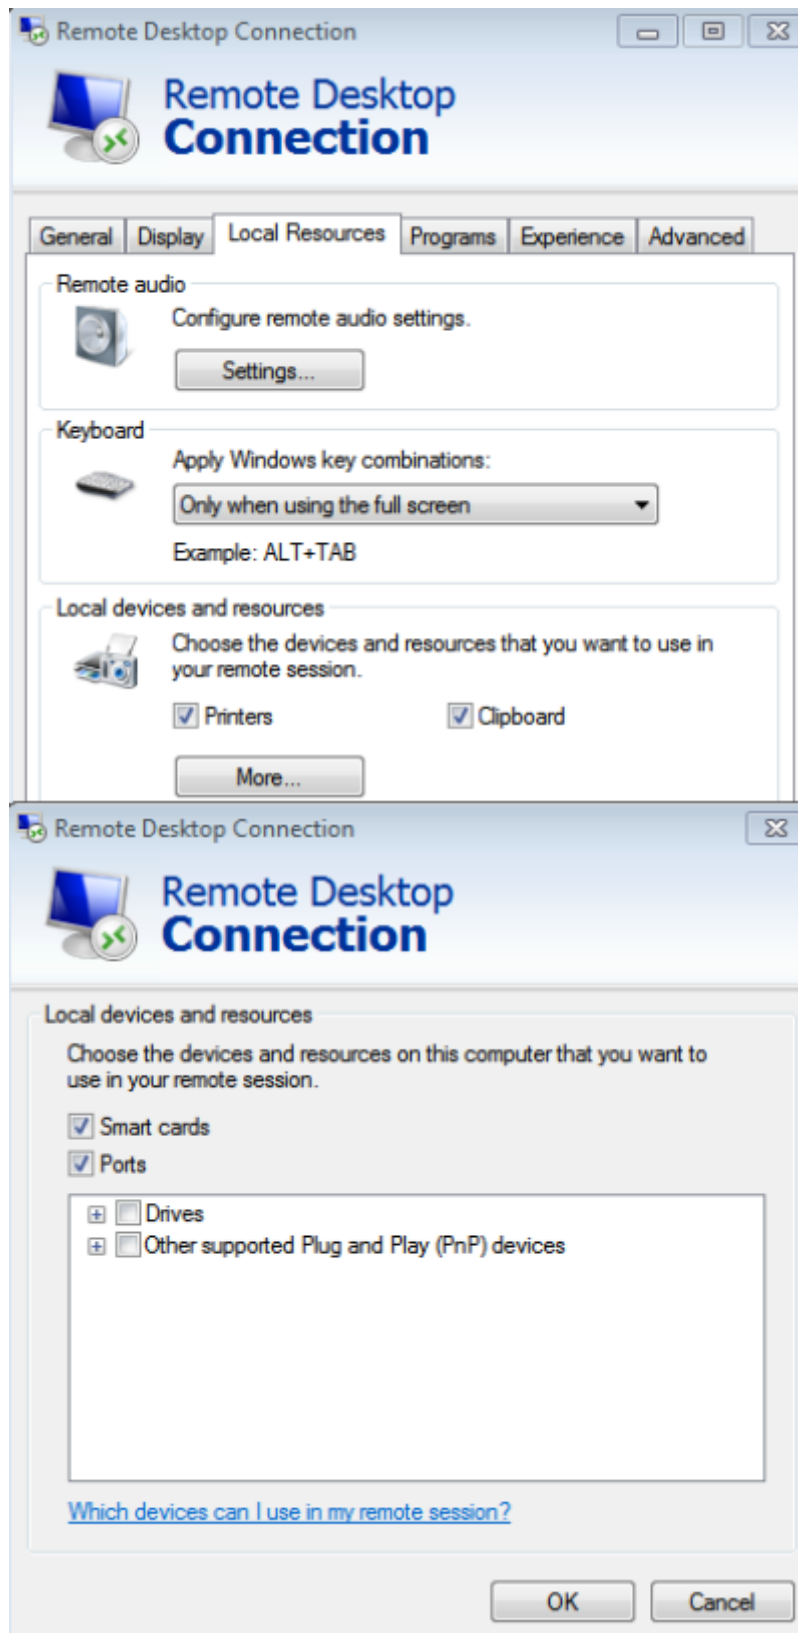 Remote Desktop Connection
Remote Desktop
Connection
General Display Local Resources Programs Experience Advanced
Remote audio
Configure remote audio settings.
Settings...
Keyboard
Apply Windows key combinations:
Only when using the full screen
Example: ALT+TAB
Local devices and resources
Choose the devices and resources that you want to use in
your remote session.
Printers Clipboard
More...
Remote Desktop Connection
Remote Desktop
Connection
Local devices and resources
Choose the devices and resources on this computer that you want to
use in your remote session.
Smart cards
Ports
Drives
Other supported Plug and Play (PnP) devices
Which devices can I use in my remote session?
OK Cancel